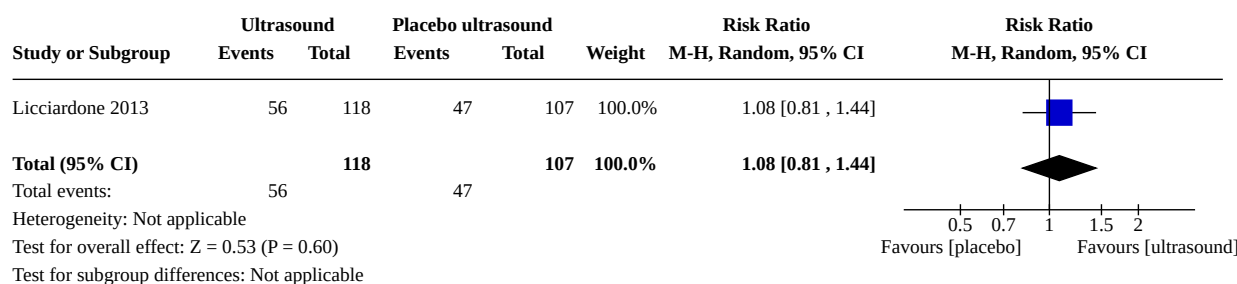 Ultrasound Placebo ultrasound Risk Ratio Risk Ratio
Study or Subgroup Events Total Events Total Weight M-H, Random, 95% CI M-H, Random, 95% CI
Licciardone 2013 56 118 47 107 100.0% 1.08 [0.81 , 1.44]
Total (95% CI) 118 107 100.0% 1.08 [0.81 , 1.44]
Total events: 56 47
Heterogeneity: Not applicable
0.5 0.7 1 1.5 2
Test for overall effect: Z = 0.53 (P = 0.60) Favours [placebo] Favours [ultrasound]
Test for subgroup differences: Not applicable